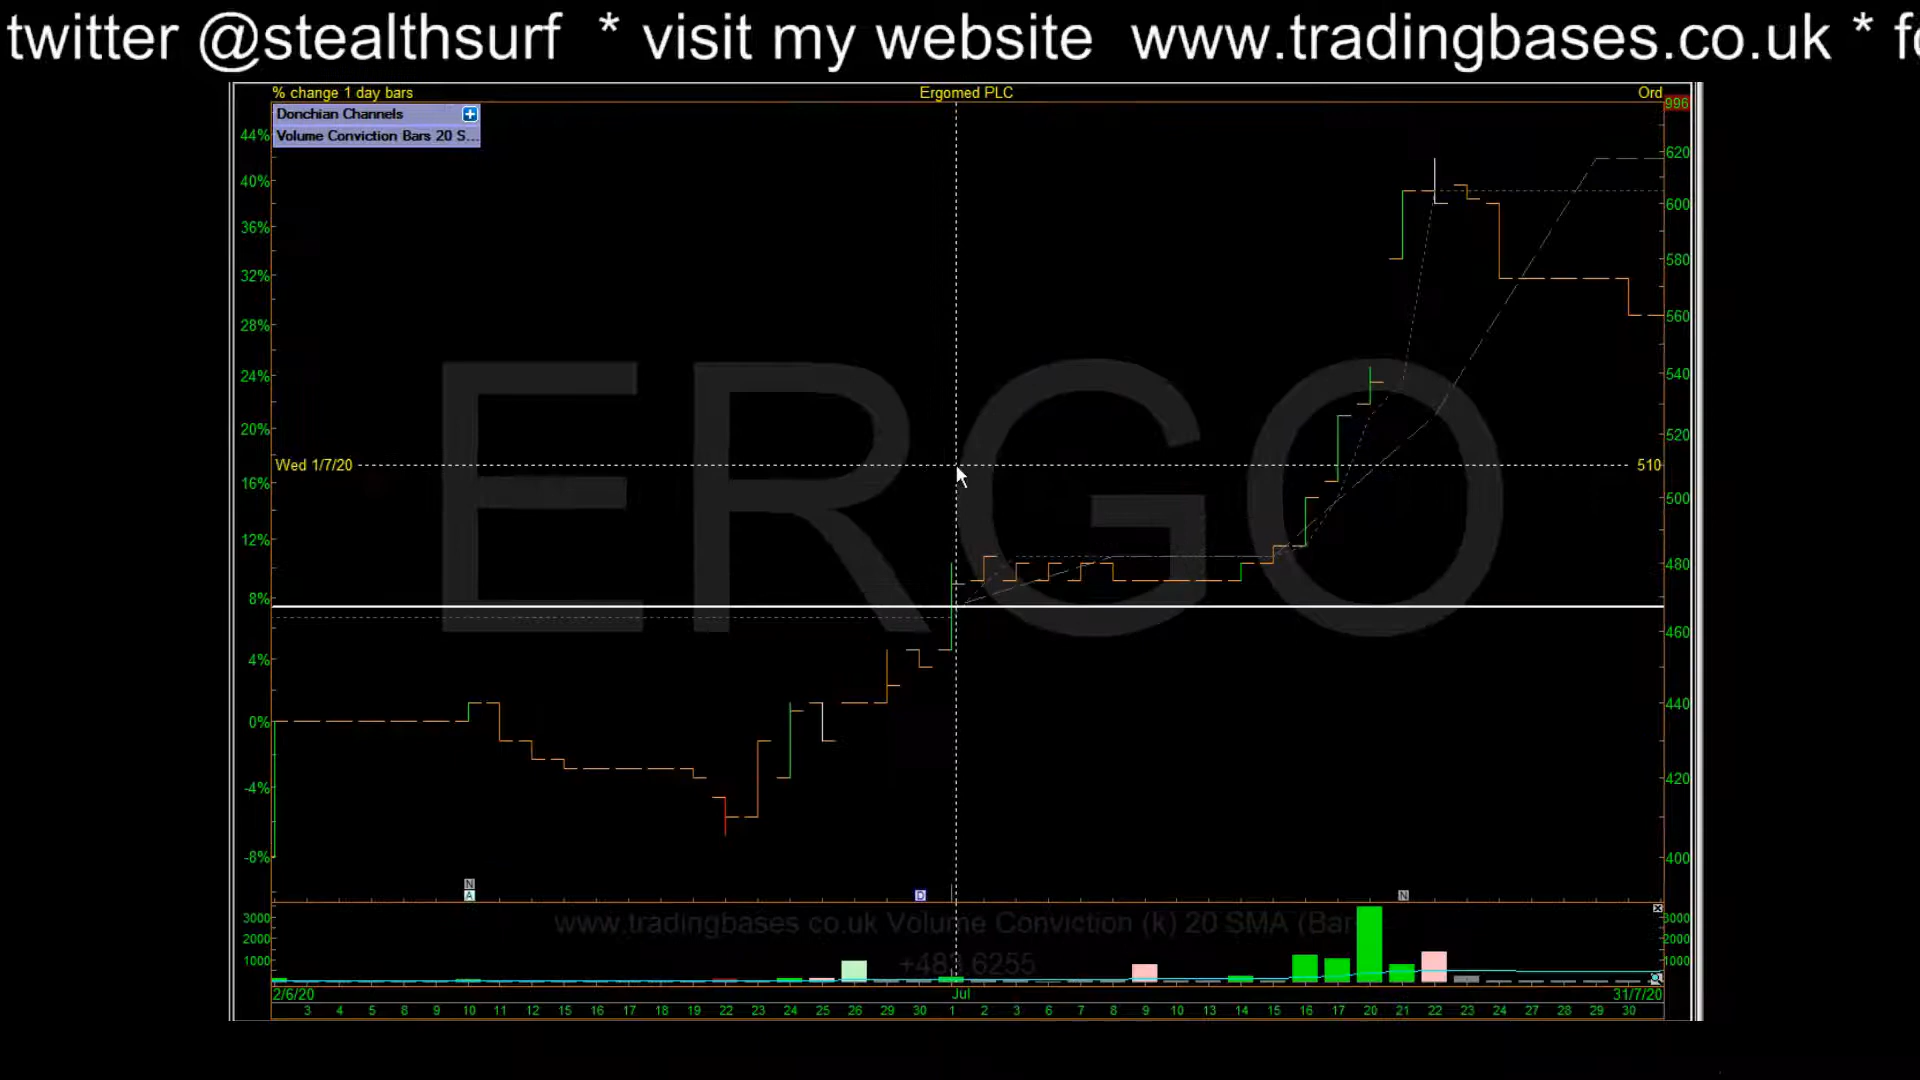 twitter @stealthsurf * visit my website www.tradingbases.co.uk * fo
% change 1 day bars Ergomed PLC Ord
Donchian Channels
Volume Conviction Bars 20 S...
996
44%
40%
36%
32%
28%
24%
20%
16%
12%
8%
4%
0%
-4%
-8%
620
600
580
560
540
520
500
480
460
440
420
400
ERGO
Wed 1/7/20 510
N
A
D
N
www.tradingbases co.uk Volume Conviction (k) 20 SMA (Bar
3000
2000
1000
3000
2000
1000
2/6/20 Jul 31/7/20
3 4 5 8 9 10 11 12 15 16 17 18 19 22 23 24 25 26 29 30 1 2 3 6 7 8 9 10 13 14 15 16 17 20 21 22 23 24 27 28 29 30